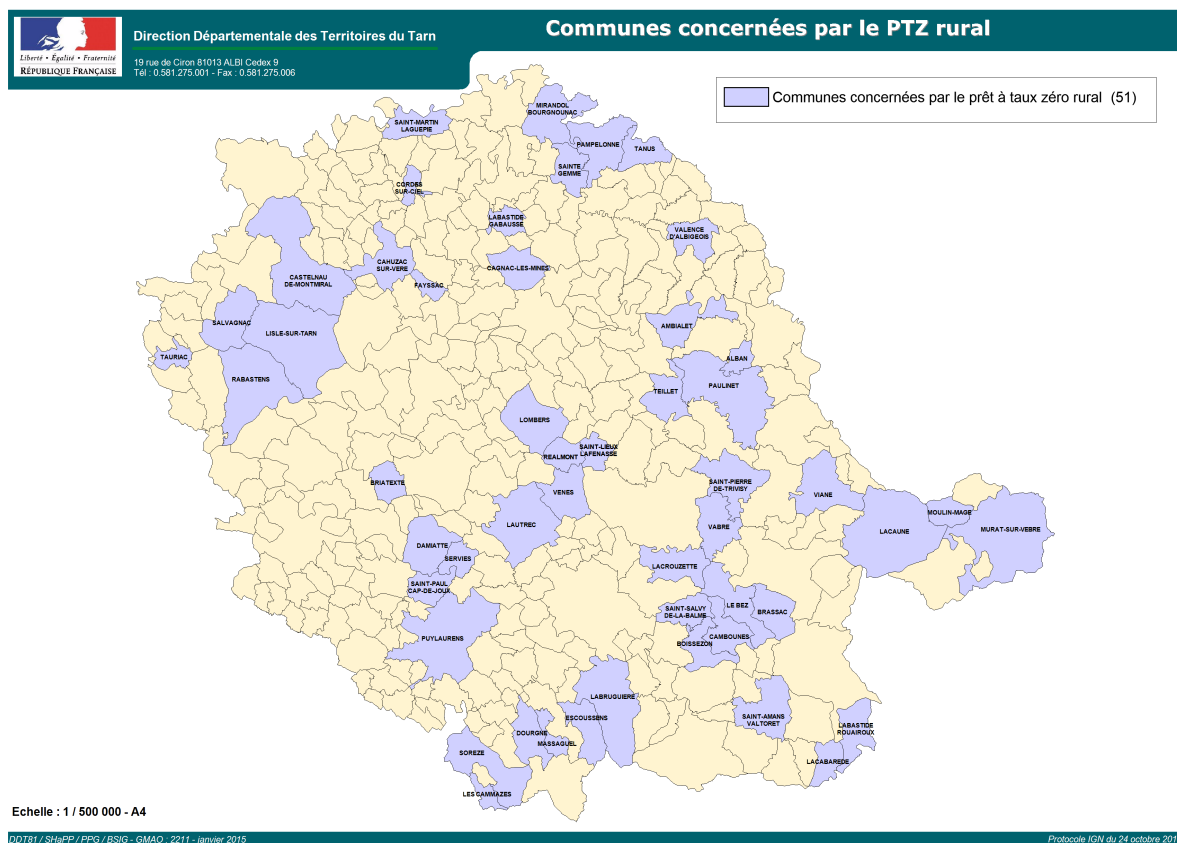 Communes concernées par le PTZ rural
Direction Départementale des Territoires du Tarn
19 rue de Ciron 81013 ALBI Cedex 9
Tél : 0.581.275.001 - Fax : 0.581.275.006
Liberté • Égalité • Fraternité
RÉPUBLIQUE FRANÇAISE
Communes concernées par le prêt à taux zéro rural (51)
MIRANDOL
BOURGNOUNAC
SAINT-MARTIN
LAGUEPIE
PAMPELONNE
TANUS
SAINTE
GEMME
CORDES
SUR-CIEL
LABASTIDE
GABAUSSE
VALENCE
D'ALBIGEOIS
CAHUZAC
SUR-VERE
CAGNAC-LES-MINES
CASTELNAU
DE-MONTMIRAL
FAYSSAC
SALVAGNAC
LISLE-SUR-TARN
AMBIALET
TAURIAC
ALBAN
RABASTENS
PAULINET
TEILLET
LOMBERS
SAINT-LIEUX
LAFENASSE
REALMONT
BRIATEXTE
SAINT-PIERRE
DE-TRIVISY
VENES
VIANE
MOULIN-MAGE
LAUTREC
VABRE
LACAUNE
MURAT-SUR-VEBRE
DAMIATTE
SERVIES
LACROUZETTE
SAINT-PAUL
CAP-DE-JOUX
SAINT-SALVY
DE-LA-BALME
LE BEZ
BRASSAC
PUYLAURENS
CAMBOUNES
BOISSEZON
LABRUGUIERE
ESCOUSSENS
SAINT-AMANS
VALTORET
LABASTIDE
ROUAIROUX
DOURGNE
MASSAGUEL
SOREZE
LACABAREDE
LES CAMMAZES
Echelle : 1 / 500 000 - A4
DDT81 / SHaPP / PPG / BSIG - GMAO : 2211 - janvier 2015
Protocole IGN du 24 octobre 201